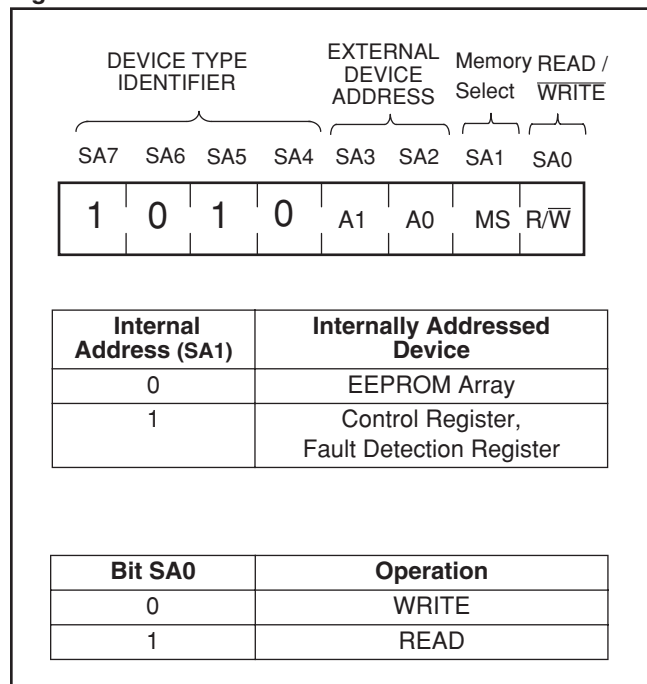 DEVICE TYPE
IDENTIFIER
EXTERNAL
DEVICE
ADDRESS
Memory
Select
READ /
WRITE
SA7 SA6 SA5 SA4 SA3 SA2 SA1 SA0
1 0 1 0 A1 A0 MS R/W
Internal
Address (SA1)
Internally Addressed
Device
0 EEPROM Array
1 Control Register,
Fault Detection Register
Bit SA0 Operation
0 WRITE
1 READ